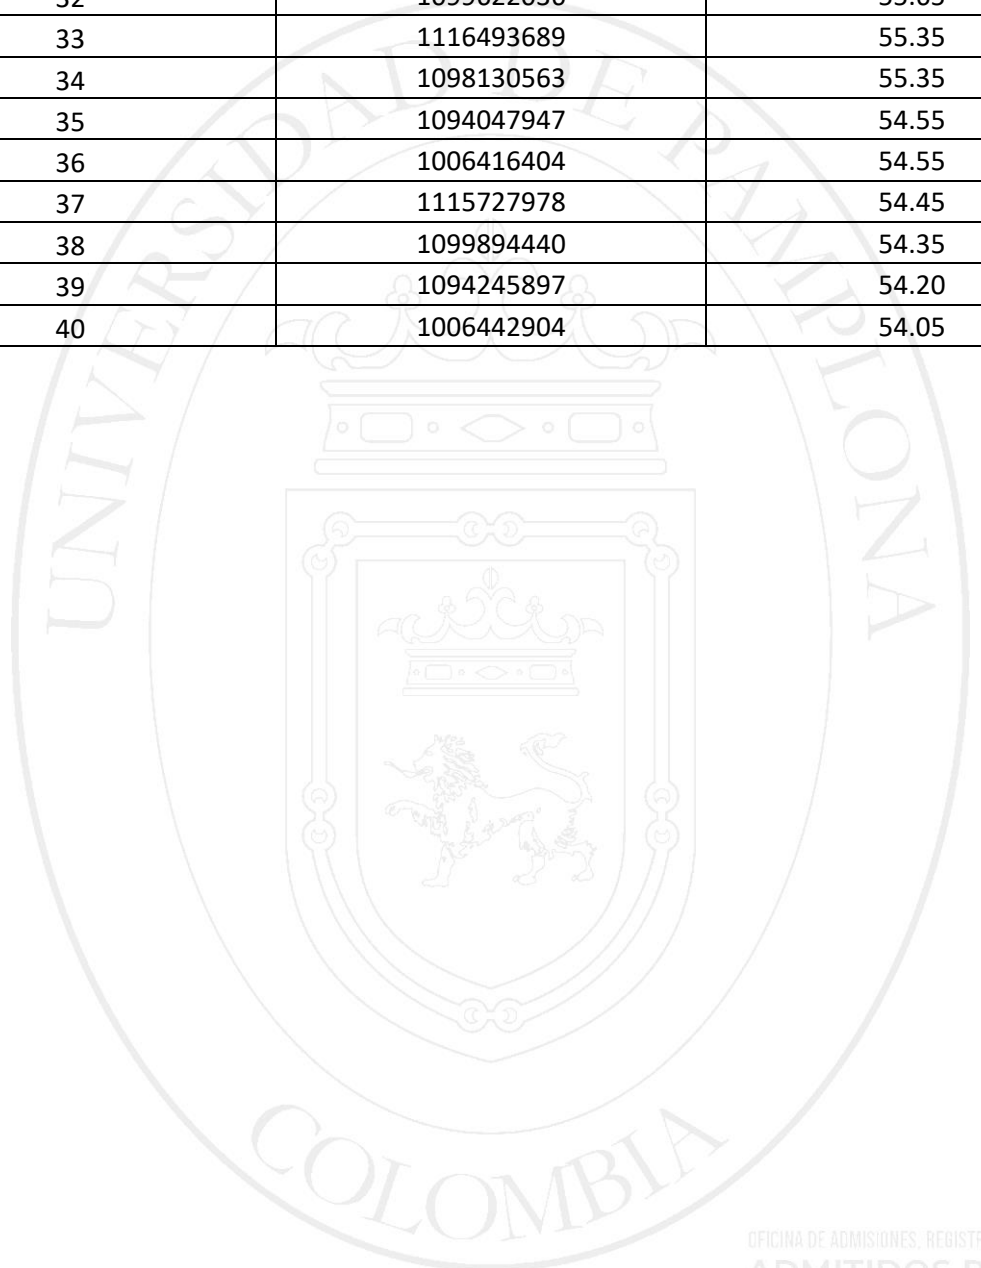 33 1116493689 55.35
34 1098130563 55.35
35 1094047947 54.55
36 1006416404 54.55
37 1115727978 54.45
38 1099894440 54.35
39 1094245897 54.20
40 1006442904 54.05
UNIVERSIDAD DE PAMPLONA
COLOMBIA
OFICINA DE ADMISIONES,